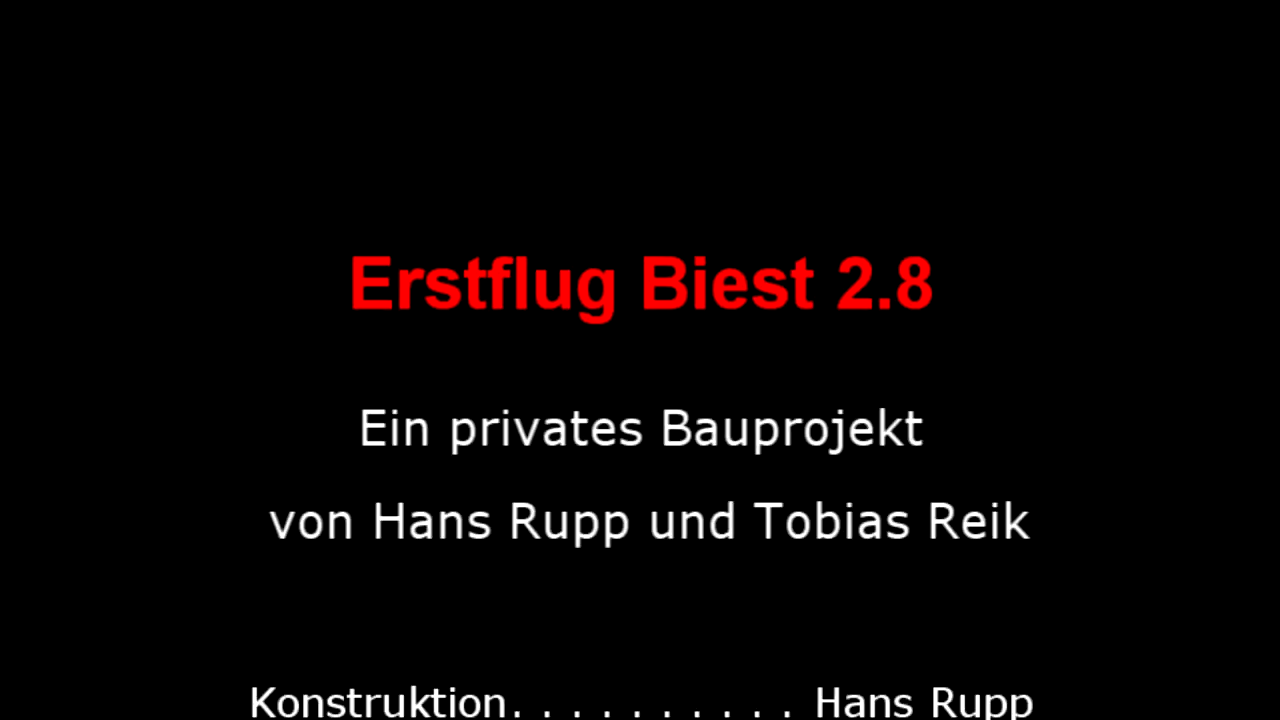 Erstflug Biest 2.8
Ein privates Bauprojekt
von Hans Rupp und Tobias Reik
Konstruktion. . . . . . . . . . Hans Rupp